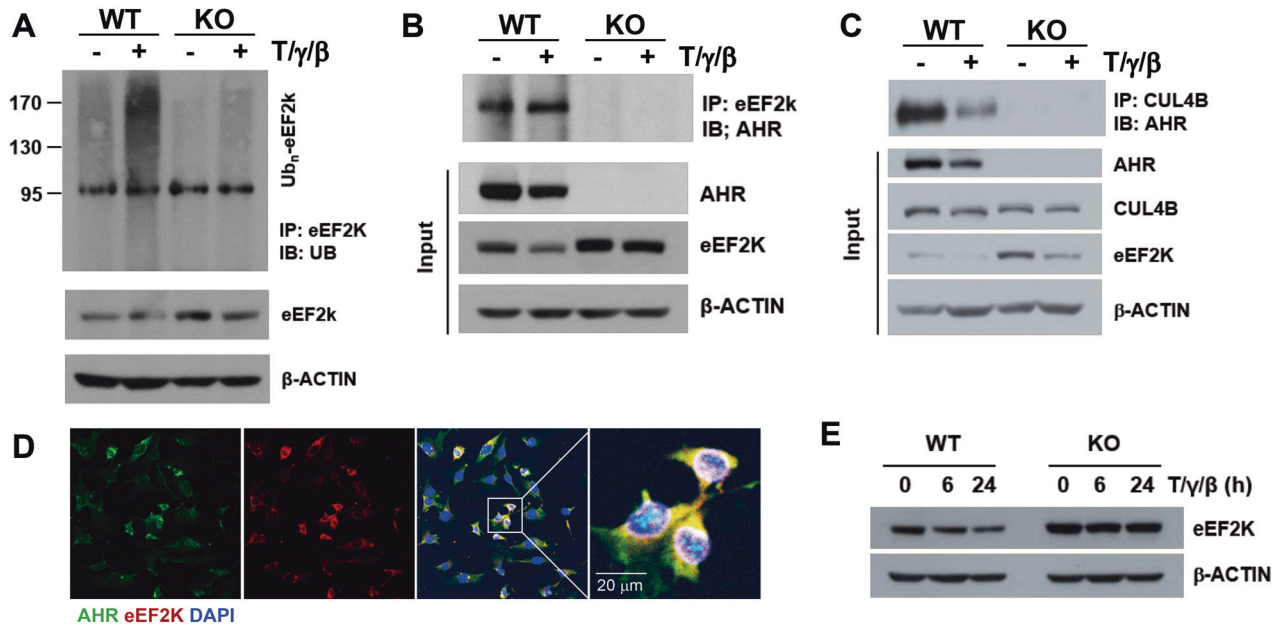 A
WT KO
- + - + T/γ/β
170
130
95
Ubn-eEF2k
IP: eEF2K
IB: UB
eEF2k
β-ACTIN
B
WT KO
- + - + T/γ/β
IP: eEF2k
IB; AHR
Input
AHR
eEF2K
β-ACTIN
C
WT KO
- + - + T/γ/β
IP: CUL4B
IB: AHR
Input
AHR
CUL4B
eEF2K
β-ACTIN
D
20 μm
AHR eEF2K DAPI
E
WT KO
0 6 24 0 6 24 T/γ/β (h)
eEF2K
β-ACTIN